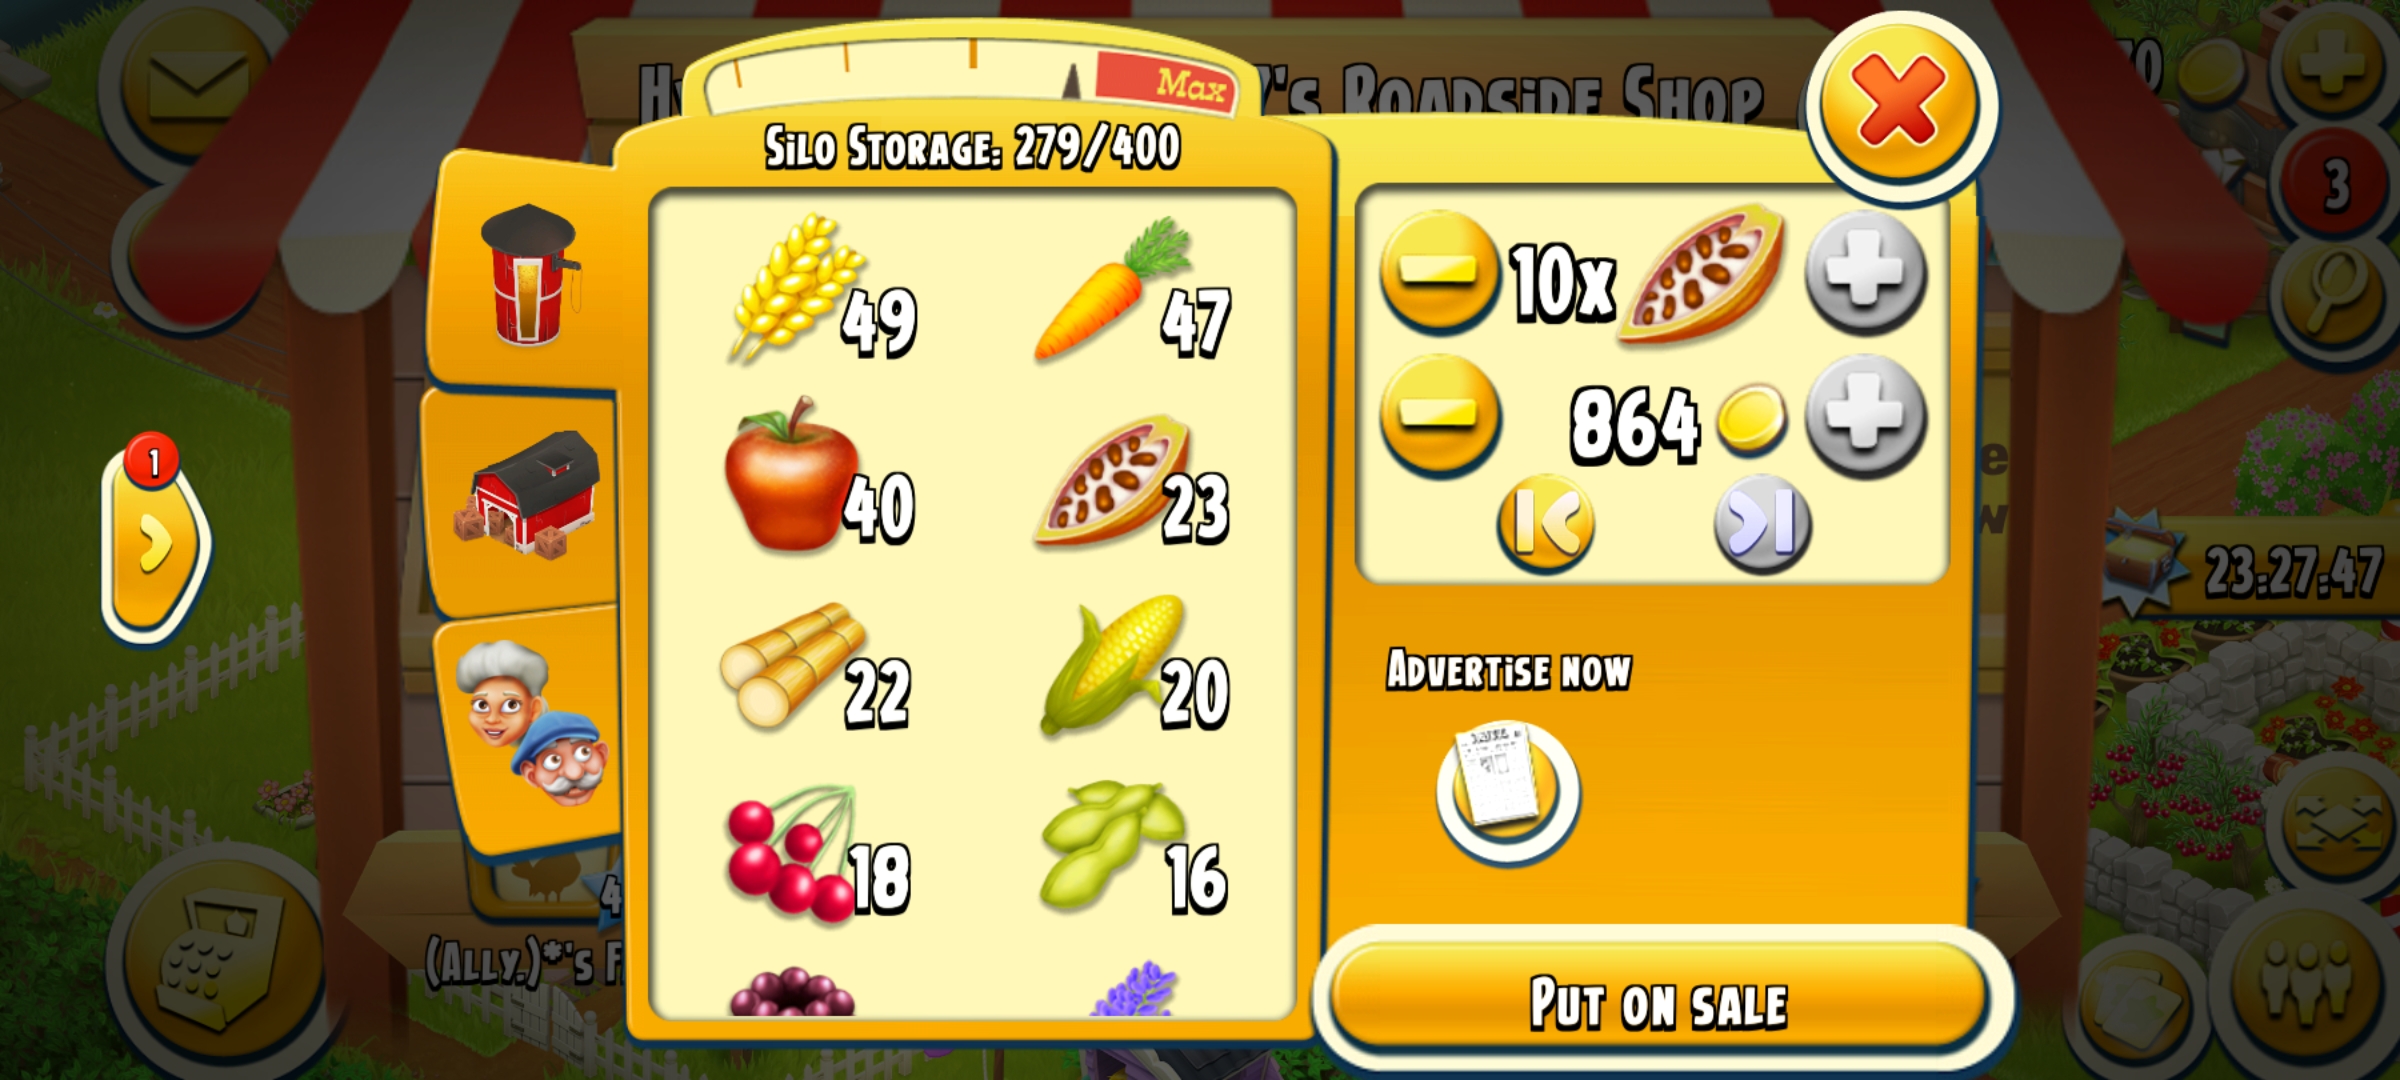 Max
's Roadside Shop
Silo Storage: 279/400
3
10x
49
47
864
1
40
23
23:27:47
Advertise now
22
20
18
16
(Ally.)*'s F
Put on sale